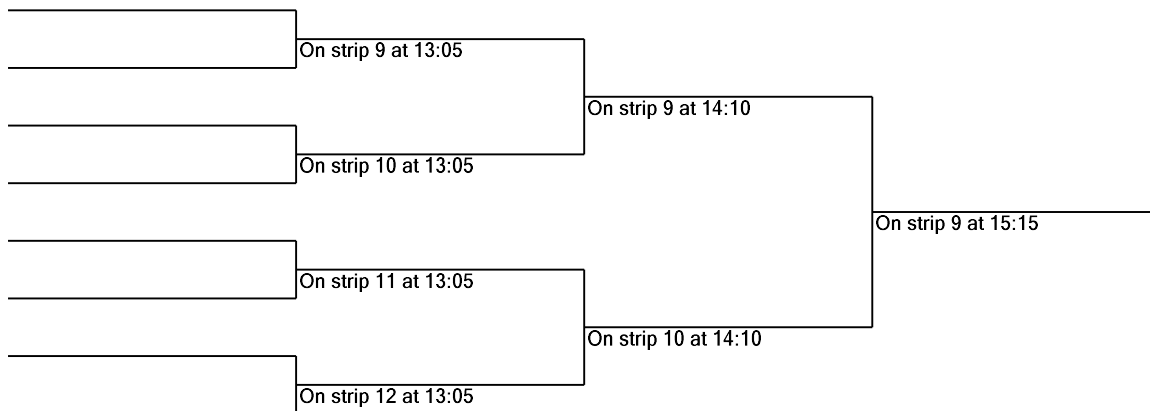 On strip 9 at 13:05
On strip 9 at 14:10
On strip 10 at 13:05
On strip 9 at 15:15
On strip 11 at 13:05
On strip 10 at 14:10
On strip 12 at 13:05